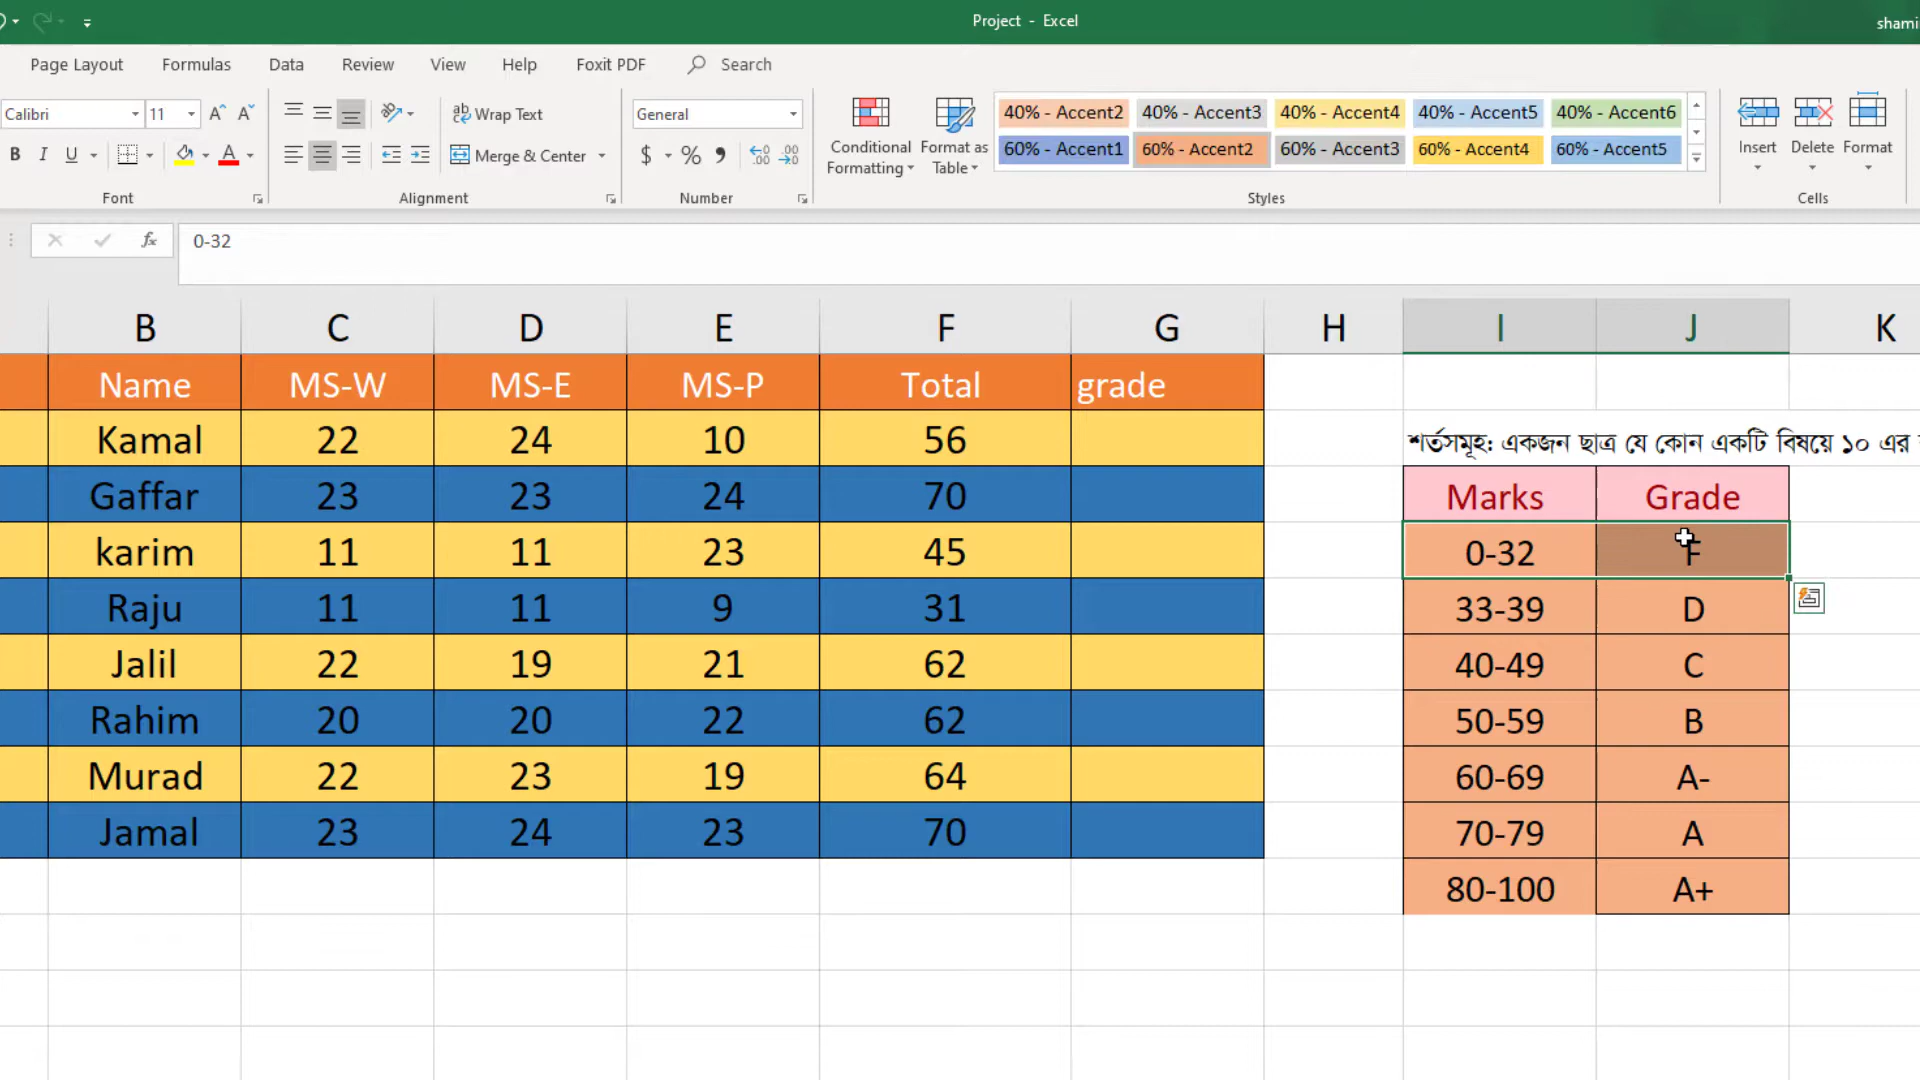 Project - Excel
shami
Page Layout Formulas Data Review View Help Foxit PDF Search
Calibri 11 Wrap Text General Conditional Formatting Format as Table
40% - Accent2 40% - Accent3 40% - Accent4 40% - Accent5 40% - Accent6
60% - Accent1 60% - Accent2 60% - Accent3 60% - Accent4 60% - Accent5
Insert Delete Format
B I U Merge & Center $ % ,
Font Alignment Number Styles Cells
fx 0-32
B C D E F G H I J K
Name MS-W MS-E MS-P Total grade
Kamal 22 24 10 56
শর্তসমূহ: একজন ছাত্র যে কোন একটি বিষয়ে ১০ এর
Gaffar 23 23 24 70 Marks Grade
karim 11 11 23 45 0-32 F
Raju 11 11 9 31 33-39 D
Jalil 22 19 21 62 40-49 C
Rahim 20 20 22 62 50-59 B
Murad 22 23 19 64 60-69 A-
Jamal 23 24 23 70 70-79 A
80-100 A+